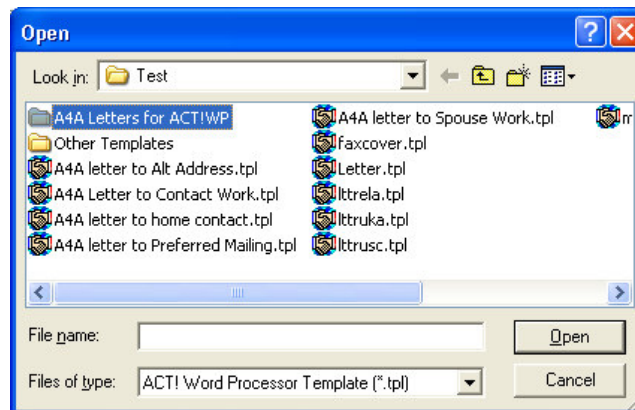 Open
Look in: Test
A4A Letters for ACT!WP
Other Templates
A4A letter to Alt Address.tpl
A4A Letter to Contact Work.tpl
A4A letter to home contact.tpl
A4A letter to Preferred Mailing.tpl
A4A letter to Spouse Work.tpl
faxcover.tpl
Letter.tpl
lttrela.tpl
lttruka.tpl
lttrusc.tpl
File name:
Open
Files of type: ACT! Word Processor Template (*.tpl)
Cancel